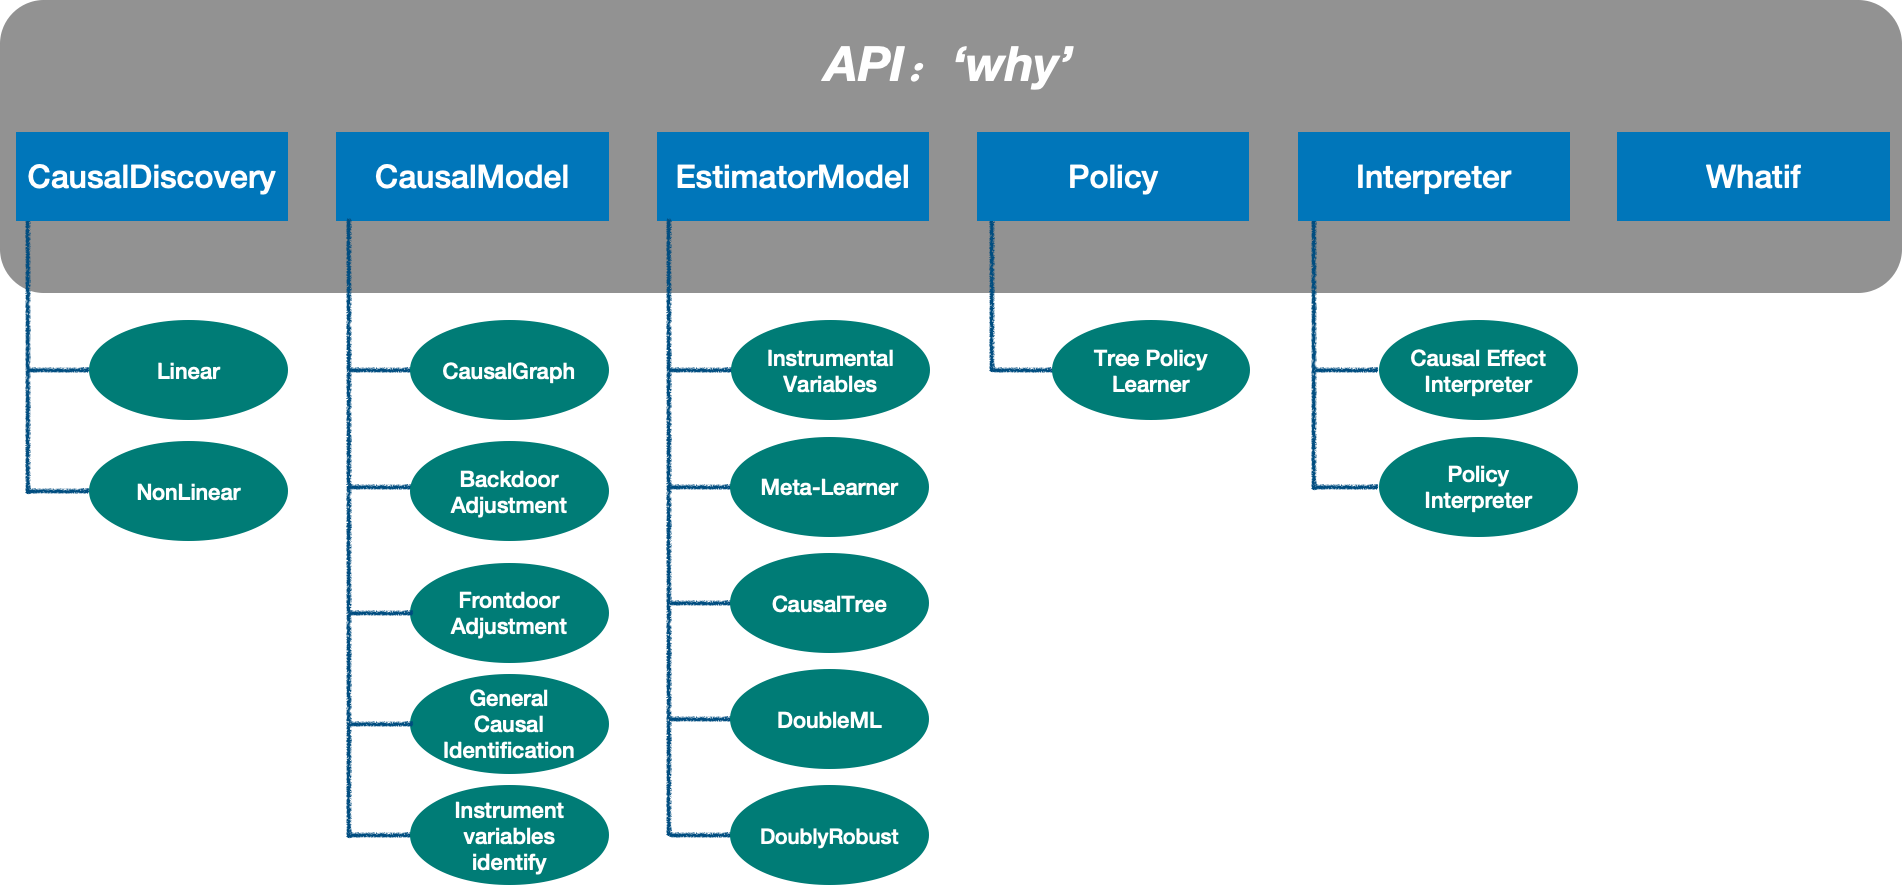 API：‘why’
CausalDiscovery
CausalModel
EstimatorModel
Policy
Interpreter
Whatif
Linear
NonLinear
CausalGraph
Backdoor
Adjustment
Frontdoor
Adjustment
General
Causal
Identification
Instrument
variables
identify
Instrumental
Variables
Meta-Learner
CausalTree
DoubleML
DoublyRobust
Tree Policy
Learner
Causal Effect
Interpreter
Policy
Interpreter